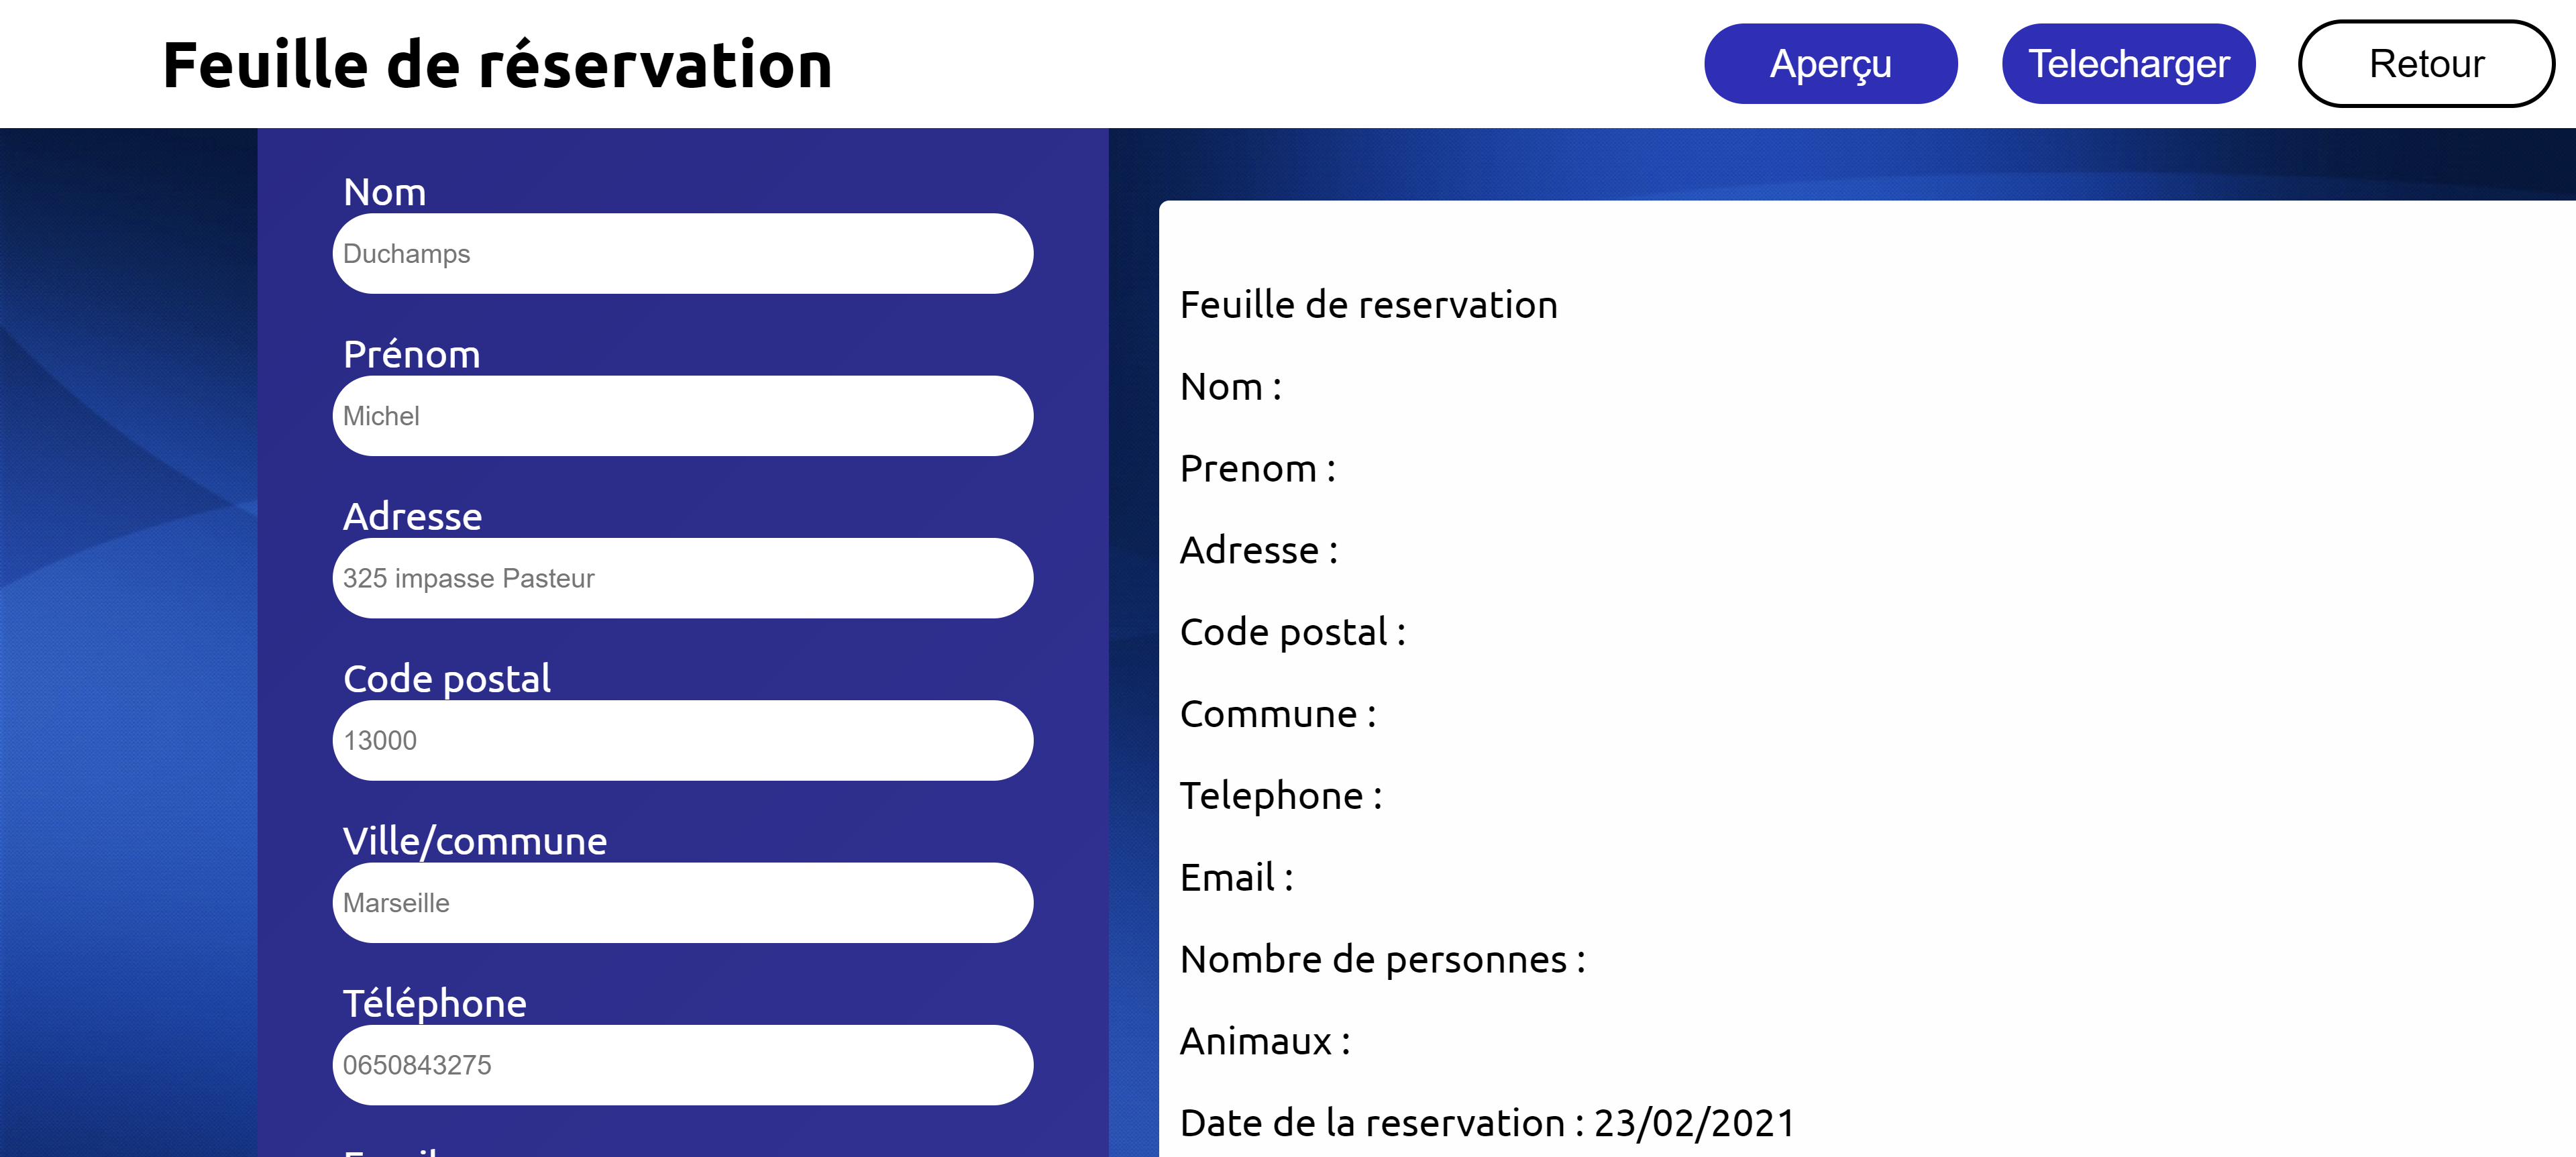 Feuille de réservation
Aperçu
Telecharger
Retour
Nom
Duchamps
Prénom
Michel
Adresse
325 impasse Pasteur
Code postal
13000
Ville/commune
Marseille
Téléphone
0650843275
Feuille de reservation
Nom :
Prenom :
Adresse :
Code postal :
Commune :
Telephone :
Email :
Nombre de personnes :
Animaux :
Date de la reservation : 23/02/2021